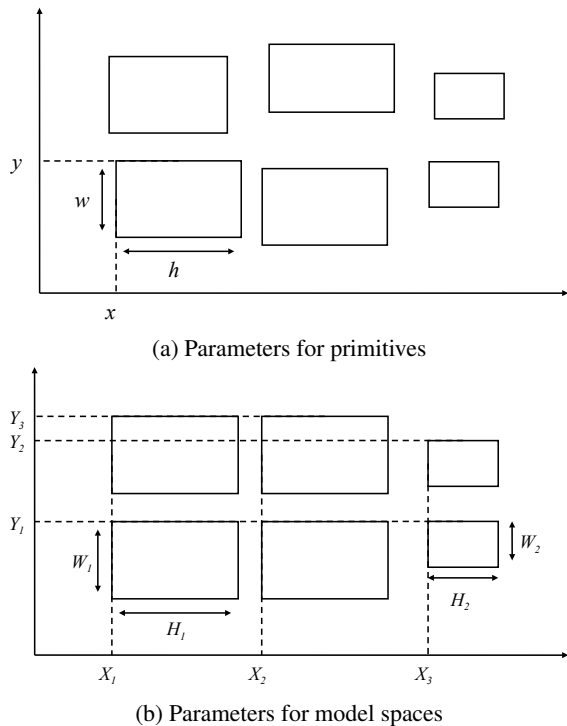 y
w
h
x
(a) Parameters for primitives
Y3
Y2
Y1
W1
W2
H1
H2
X1 X2 X3
(b) Parameters for model spaces